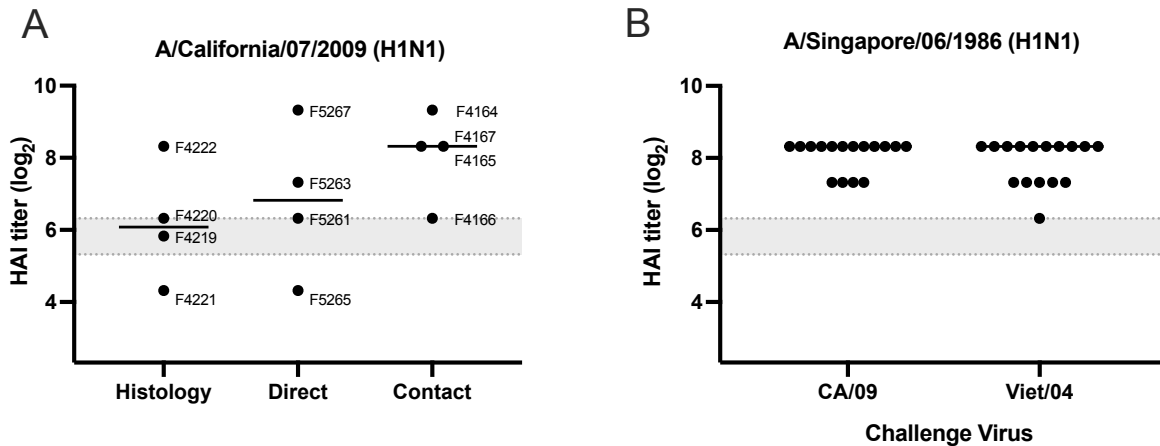 A
A/California/07/2009 (H1N1)
HAI titer (log2)
10
8
6
4
F4222
F4220
F4219
F4221
F5267
F5263
F5261
F5265
F4164
F4167
F4165
F4166
Histology
Direct
Contact
B
A/Singapore/06/1986 (H1N1)
HAI titer (log2)
10
8
6
4
CA/09
Viet/04
Challenge Virus